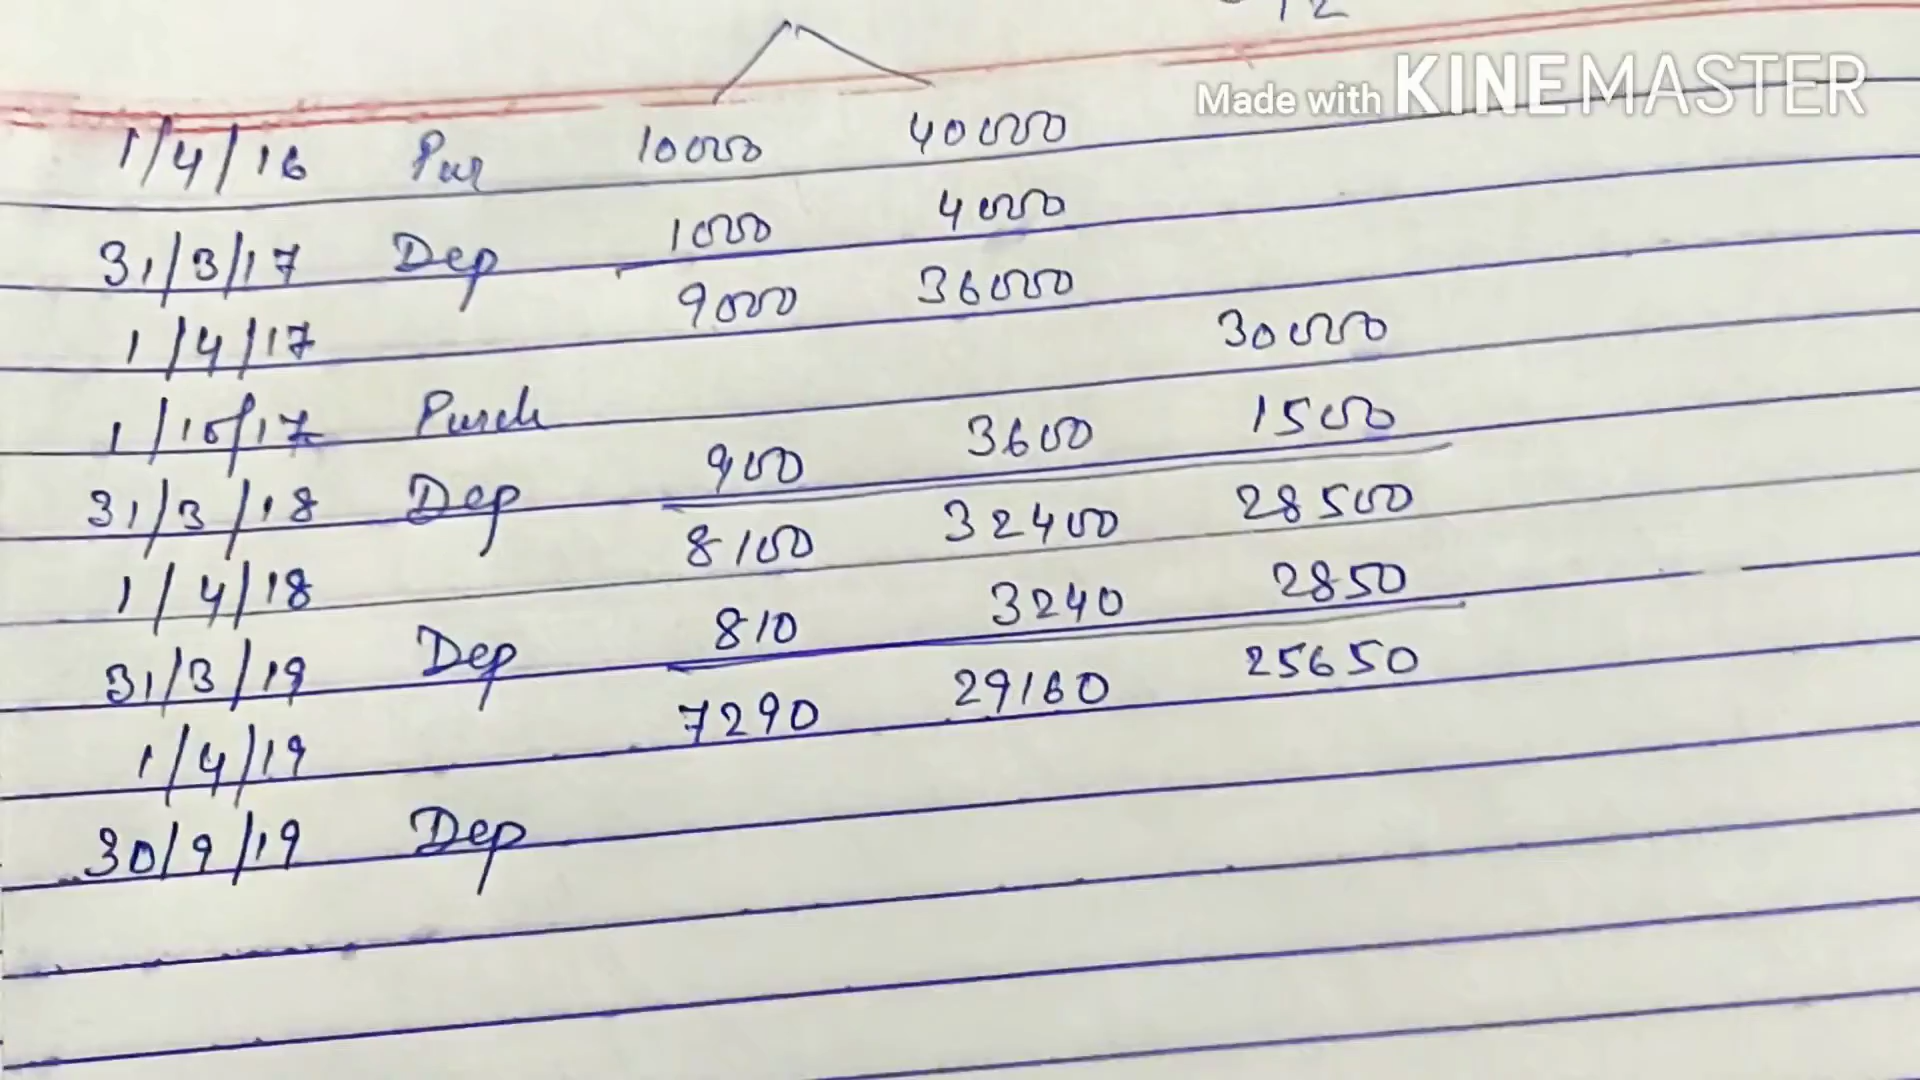 12
Made with KINEMASTER
1/4/16 Pur 10000 40000
31/3/17 Dep 1000 4000
1/4/17 9000 36000
1/10/17 Purch 30000
31/3/18 Dep 900 3600 1500
1/4/18 8100 32400 28500
31/3/19 Dep 810 3240 2850
1/4/19 7290 29160 25650
30/9/19 Dep